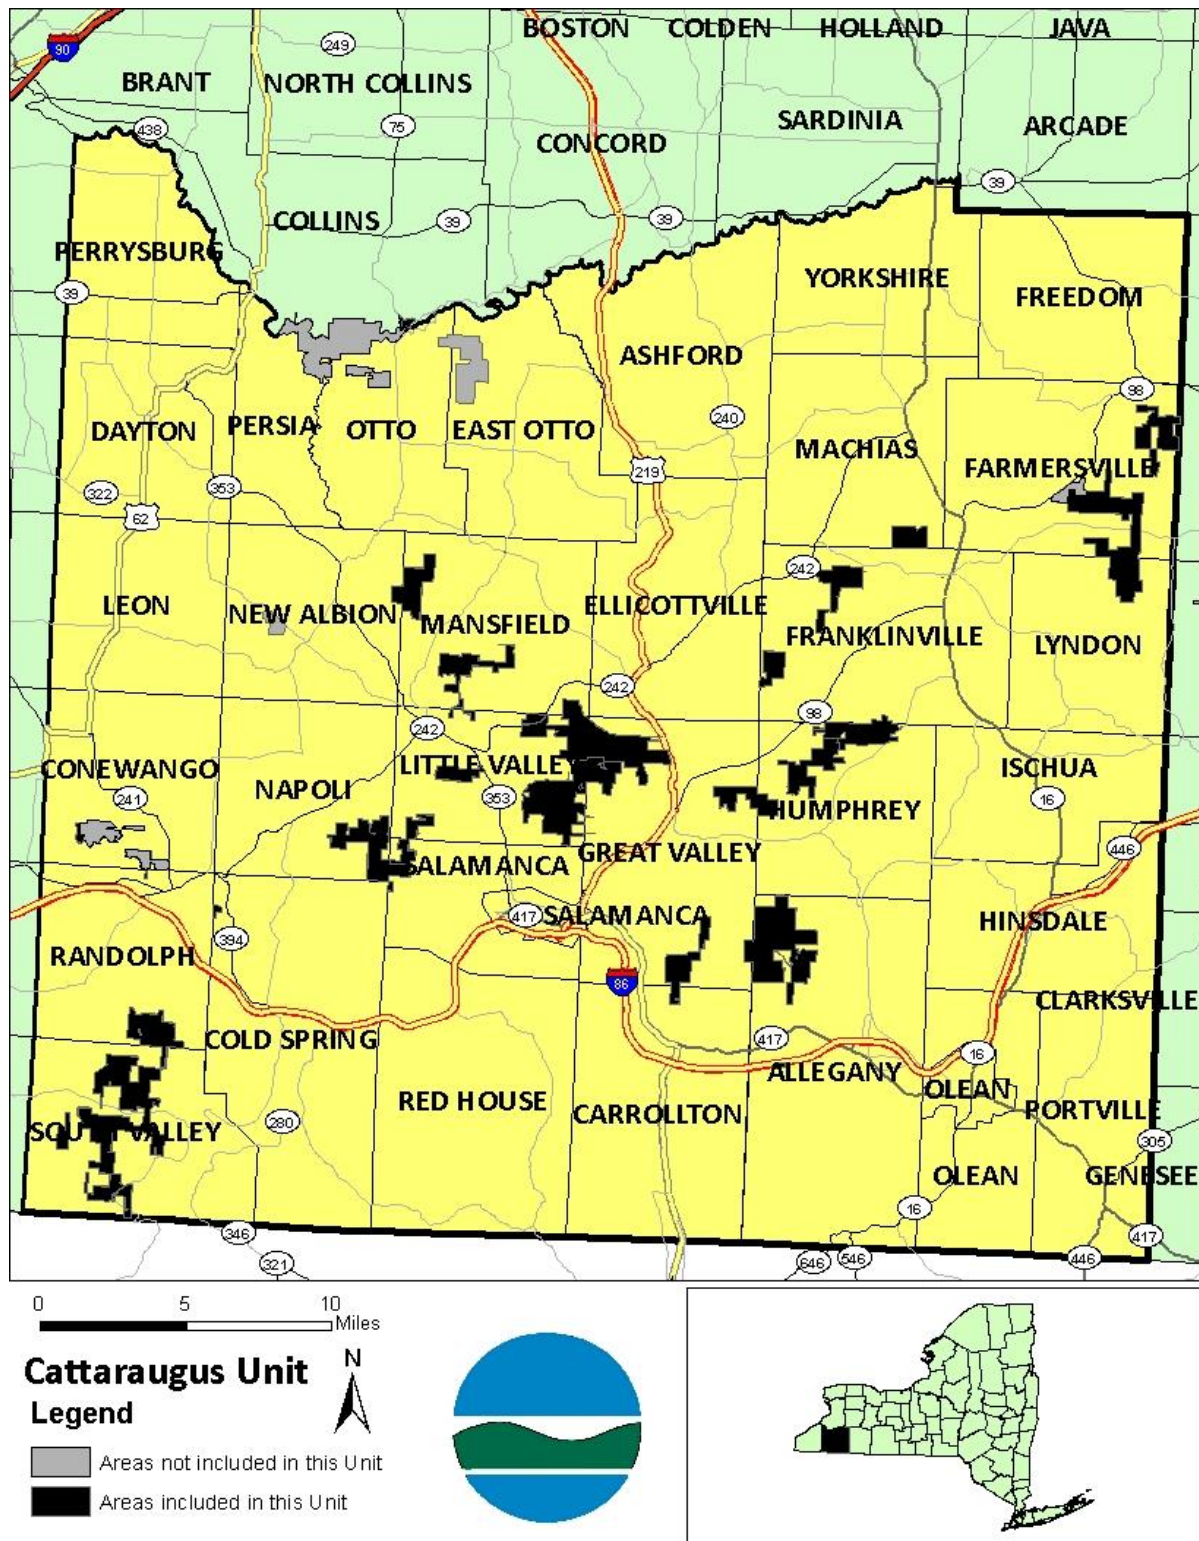 BOSTON
COLDEN
HOLLAND
JAVA
90
249
BRANT
NORTH COLLINS
438
75
CONCORD
SARDINIA
ARCADE
39
COLLINS
39
39
PERRYSBURG
39
YORKSHIRE
FREEDOM
ASHFORD
98
240
DAYTON
PERSIA
OTTO
EAST OTTO
MACHIAS
219
FARMERSVILLE
322
353
62
242
LEON
NEW ALBION
MANSFIELD
ELLICOTTVILLE
FRANKLINVILLE
LYNDON
242
98
242
CONEWANGO
LITTLE VALLEY
ISCHUA
241
NAPOLI
353
HUMPHREY
16
446
SALAMANCA
GREAT VALLEY
417
SALAMANCA
HINSDALE
394
RANDOLPH
86
CLARKSVILLE
COLD SPRING
417
16
ALLEGANY
OLEAN
RED HOUSE
CARROLLTON
PORTVILLE
280
SOUTH VALLEY
305
OLEAN
GENESEE
16
346
417
321
646
546
446
0 5 10
Miles
N
Cattaraugus Unit
Legend
Areas not included in this Unit
Areas included in this Unit